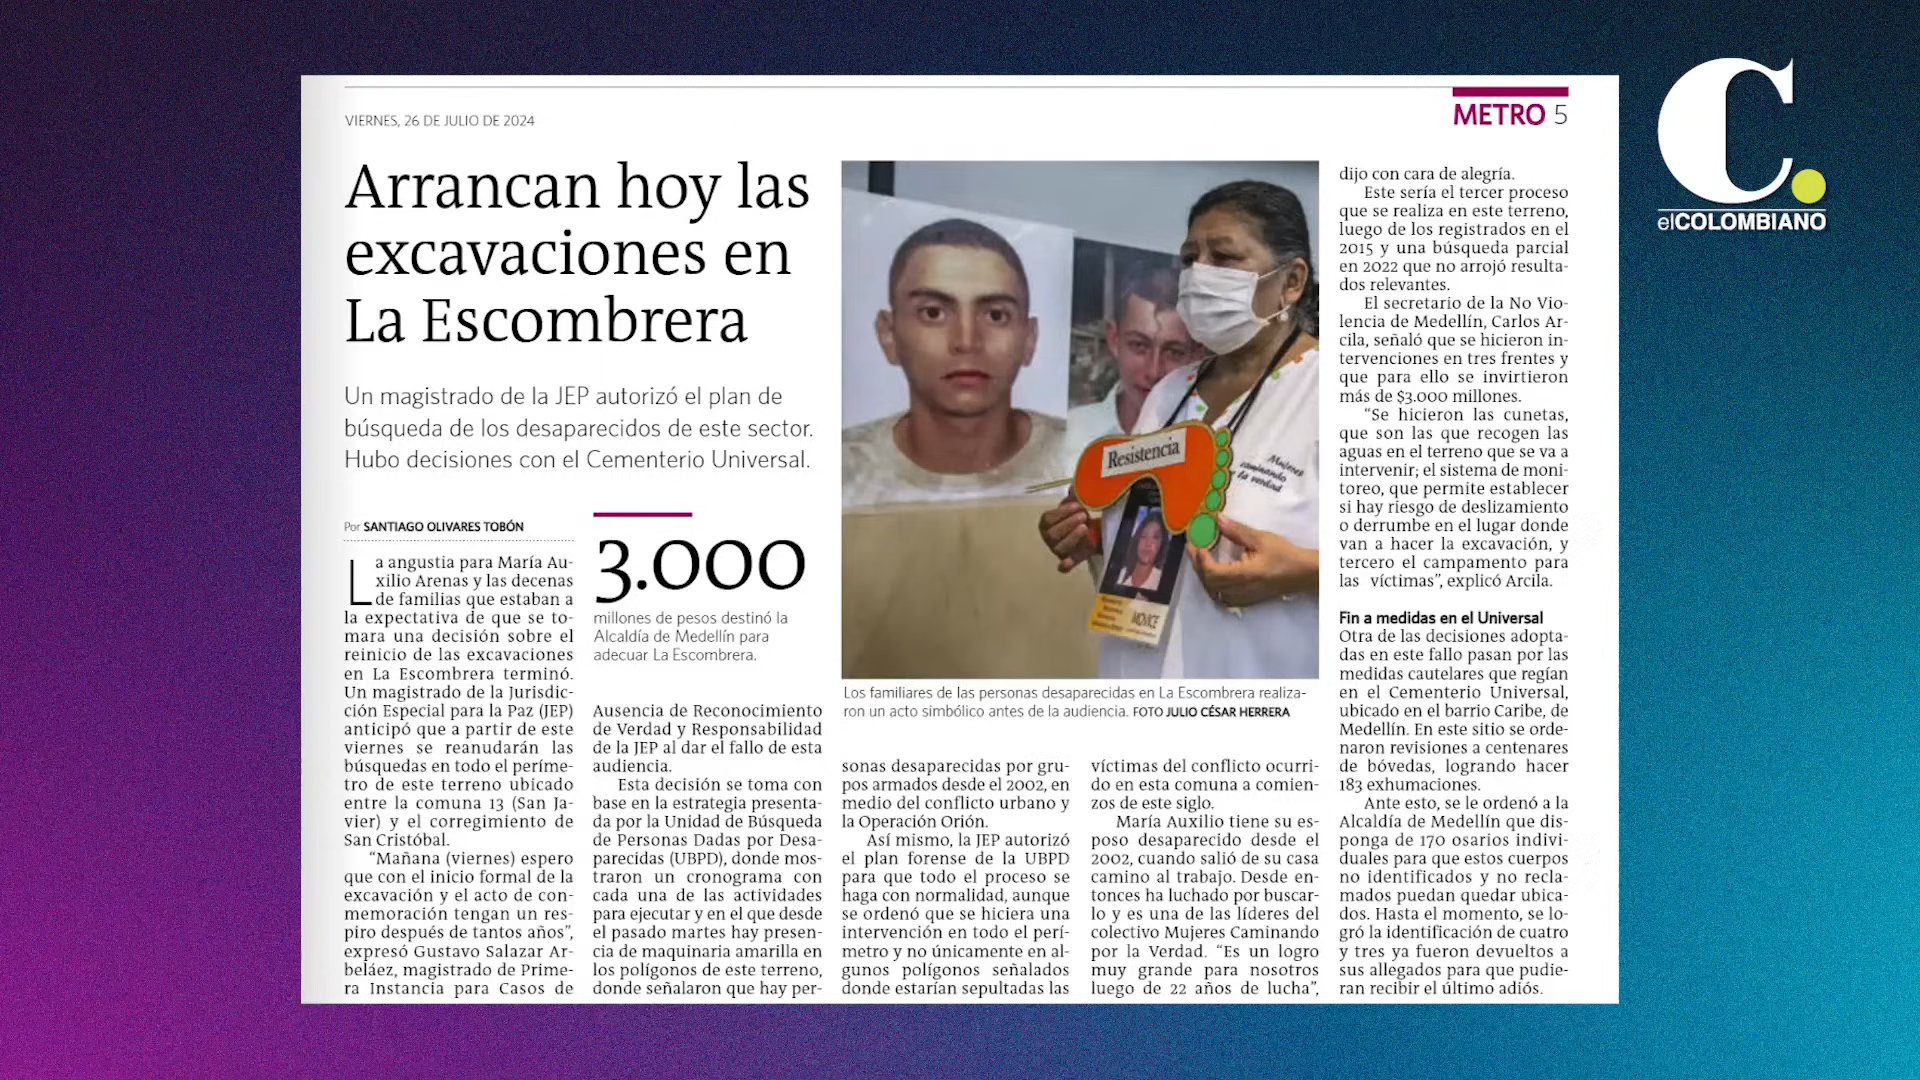 VIERNES, 26 DE JULIO DE 2024
METRO 5
elCOLOMBIANO
Arrancan hoy las
excavaciones en
La Escombrera
Un magistrado de la JEP autorizó el plan de
búsqueda de los desaparecidos de este sector.
Hubo decisiones con el Cementerio Universal.
Por SANTIAGO OLIVARES TOBÓN
La angustia para María Au-
xilio Arenas y las decenas
de familias que estaban a
la expectativa de que se to-
mara una decisión sobre el
reinicio de las excavaciones
en La Escombrera terminó.
Un magistrado de la Jurisdic-
ción Especial para la Paz (JEP)
anticipó que a partir de este
viernes se reanudarán las
búsquedas en todo el períme-
tro de este terreno ubicado
entre la comuna 13 (San Ja-
vier) y el corregimiento de
San Cristóbal.
“Mañana (viernes) espero
que con el inicio formal de la
excavación y el acto de con-
memoración tengan un res-
piro después de tantos años”,
expresó Gustavo Salazar Ar-
beláez, magistrado de Prime-
ra Instancia para Casos de
3.000
millones de pesos destinó la
Alcaldía de Medellín para
adecuar La Escombrera.
Ausencia de Reconocimiento
de Verdad y Responsabilidad
de la JEP al dar el fallo de esta
audiencia.
Esta decisión se toma con
base en la estrategia presenta-
da por la Unidad de Búsqueda
de Personas Dadas por Desa-
parecidas (UBPD), donde mos-
traron un cronograma con
cada una de las actividades
para ejecutar y en el que desde
el pasado martes hay presen-
cia de maquinaria amarilla en
los polígonos de este terreno,
donde señalaron que hay per-
Resistencia
Mujeres
caminando
la verdad
MOVICE
Los familiares de las personas desaparecidas en La Escombrera realiza-
ron un acto simbólico antes de la audiencia. FOTO JULIO CÉSAR HERRERA
sonas desaparecidas por gru-
pos armados desde el 2002, en
medio del conflicto urbano y
la Operación Orión.
Así mismo, la JEP autorizó
el plan forense de la UBPD
para que todo el proceso se
haga con normalidad, aunque
se ordenó que se hiciera una
intervención en todo el perí-
metro y no únicamente en al-
gunos polígonos señalados
donde estarían sepultadas las
víctimas del conflicto ocurri-
do en esta comuna a comien-
zos de este siglo.
María Auxilio tiene su es-
poso desaparecido desde el
2002, cuando salió de su casa
camino al trabajo. Desde en-
tonces ha luchado por buscar-
lo y es una de las líderes del
colectivo Mujeres Caminando
por la Verdad. “Es un logro
muy grande para nosotros
luego de 22 años de lucha”,
dijo con cara de alegría.
Este sería el tercer proceso
que se realiza en este terreno,
luego de los registrados en el
2015 y una búsqueda parcial
en 2022 que no arrojó resulta-
dos relevantes.
El secretario de la No Vio-
lencia de Medellín, Carlos Ar-
cila, señaló que se hicieron in-
tervenciones en tres frentes y
que para ello se invirtieron
más de $3.000 millones.
“Se hicieron las cunetas,
que son las que recogen las
aguas en el terreno que se va a
intervenir; el sistema de moni-
toreo, que permite establecer
si hay riesgo de deslizamiento
o derrumbe en el lugar donde
van a hacer la excavación, y
tercero el campamento para
las víctimas”, explicó Arcila.
Fin a medidas en el Universal
Otra de las decisiones adopta-
das en este fallo pasan por las
medidas cautelares que regían
en el Cementerio Universal,
ubicado en el barrio Caribe, de
Medellín. En este sitio se orde-
naron revisiones a centenares
de bóvedas, logrando hacer
183 exhumaciones.
Ante esto, se le ordenó a la
Alcaldía de Medellín que dis-
ponga de 170 osarios indivi-
duales para que estos cuerpos
no identificados y no recla-
mados puedan quedar ubica-
dos. Hasta el momento, se lo-
gró la identificación de cuatro
y tres ya fueron devueltos a
sus allegados para que pudie-
ran recibir el último adiós.